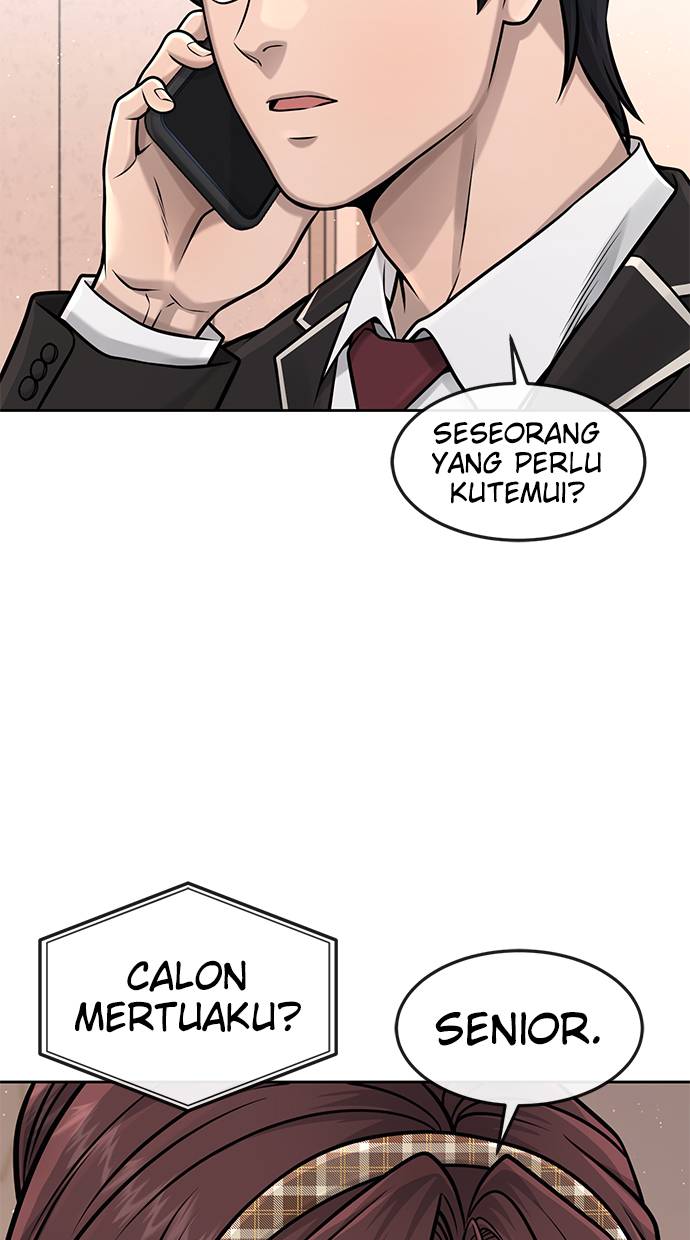 SESEORANG
YANG PERLU
KUTEMUI?
CALON
MERTUAKU?
SENIOR.